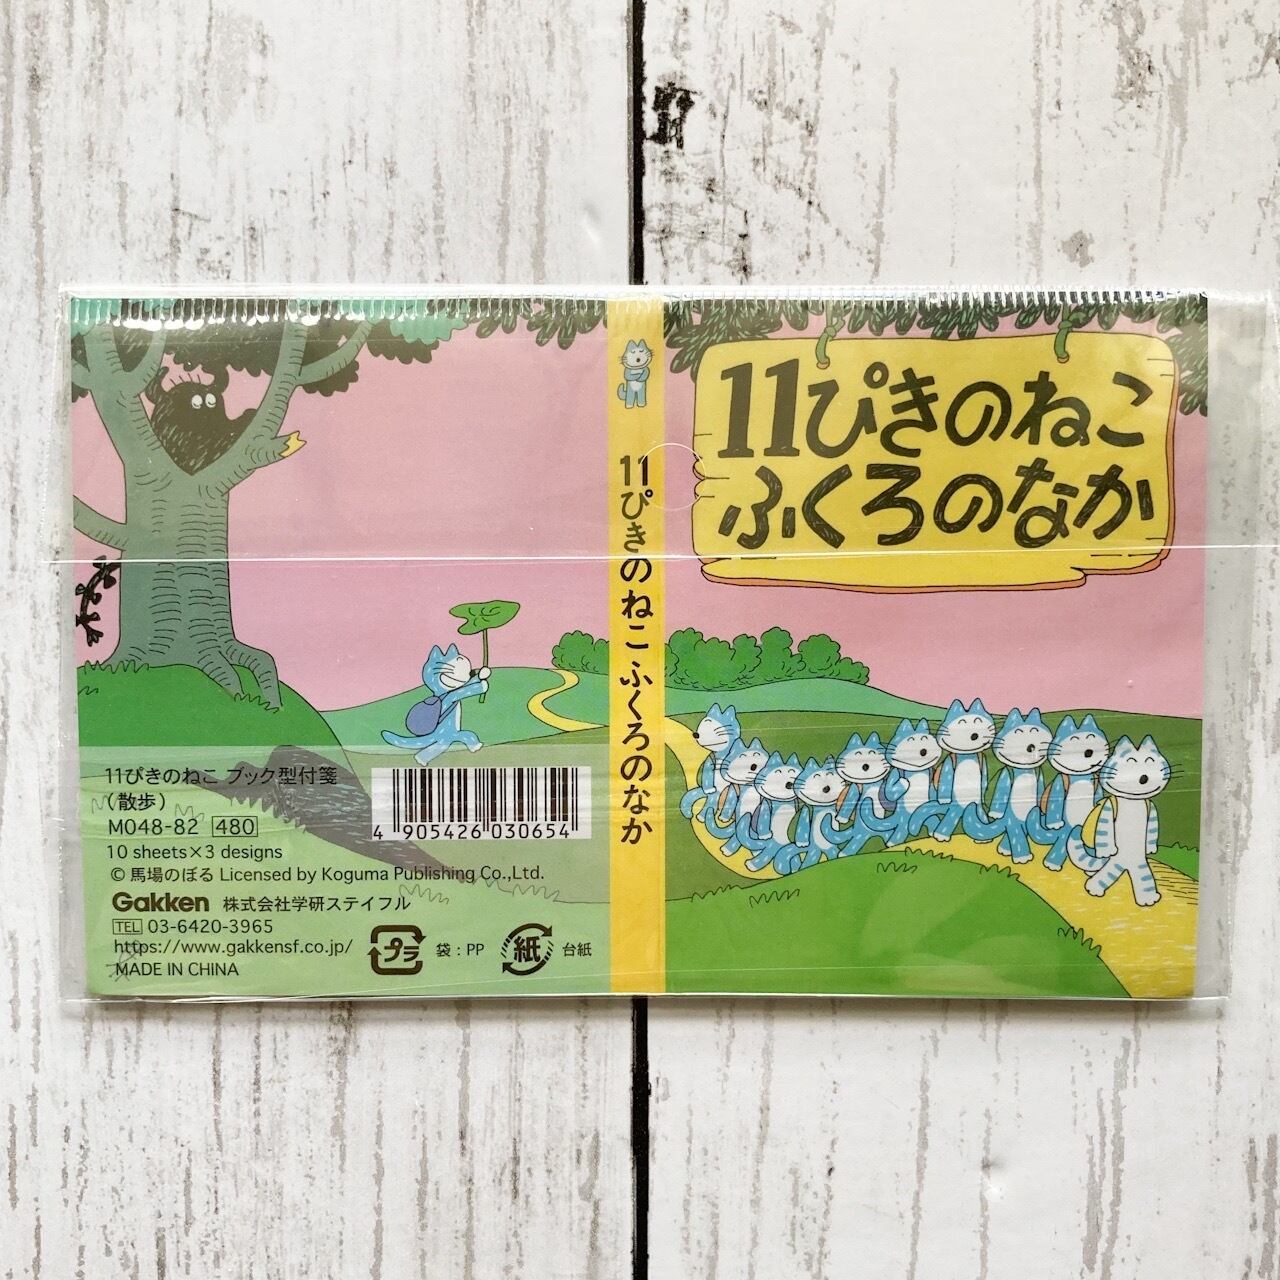 11ぴきのねこ
ふくろのなか
11ぴきのねこ ふくろのなか
11ぴきのねこ ブック型付箋
（散歩）
M048-82 480
10 sheets×3 designs
© 馬場のぼる Licensed by Koguma Publishing Co.,Ltd.
Gakken 株式会社学研ステイフル
TEL 03-6420-3965
https://www.gakkensf.co.jp/
MADE IN CHINA
4 905426 030654
プラ 袋：PP 紙 台紙